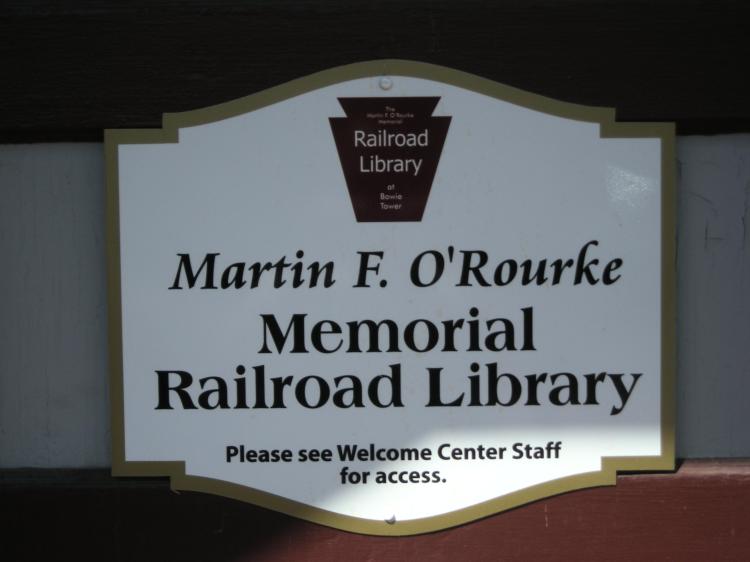 The
Martin F. O'Rourke
Memorial
Railroad
Library
at
Bowie
Tower
Martin F. O'Rourke
Memorial
Railroad Library
Please see Welcome Center Staff
for access.